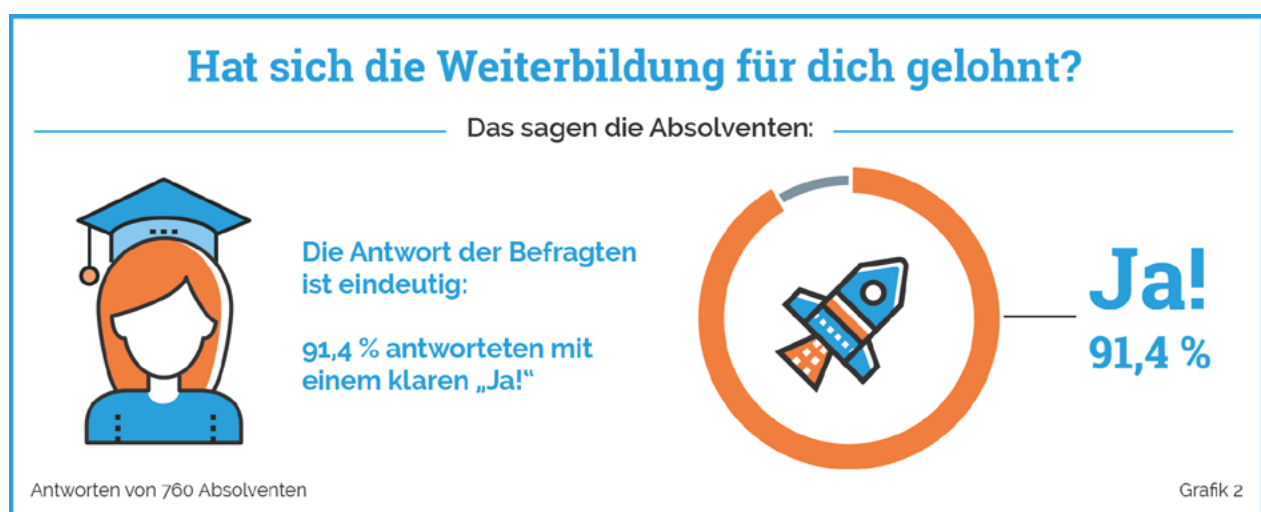 Hat sich die Weiterbildung für dich gelohnt?
Das sagen die Absolventen:
Die Antwort der Befragten
ist eindeutig:
91,4 % antworteten mit
einem klaren „Ja!“
Ja!
91,4 %
Antworten von 760 Absolventen
Grafik 2